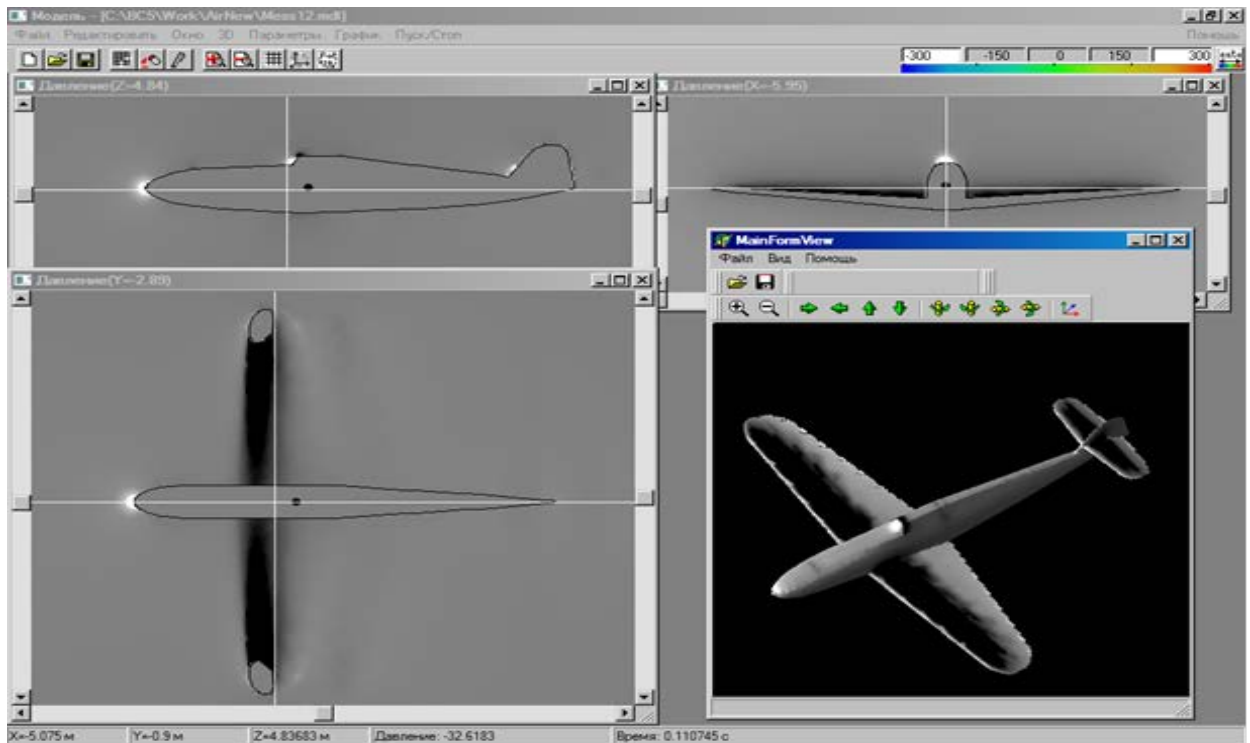 Модель - [C:\BC5\Work\AirNew\Mess12.mdl]
Файл Редактировать Окно 3D Параметры График Пуск/Стоп Помощь
-300 -150 0 150 300
Давление(Z=4.84)
Давление(X=-5.95)
Давление(Y=-2.89)
MainFormView
Файл Вид Помощь
X=-5.075 м Y=-0.9 м Z=4.83683 м Давление: -32.6183 Время: 0.110745 с